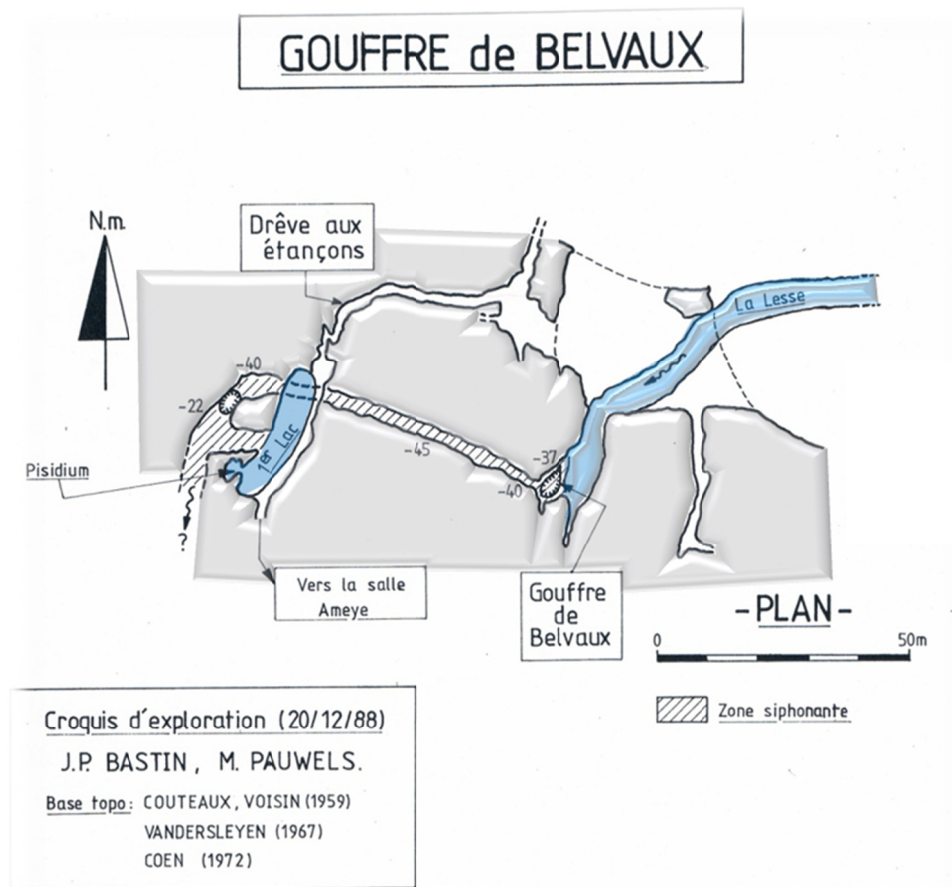 GOUFFRE de BELVAUX
N.m.
Drêve aux
étançons
La Lesse
-40
-22
1er Lac
-45
-37
-40
Pisidium
?
Vers la salle
Ameye
Gouffre
de
Belvaux
-PLAN-
0 50m
Zone siphonante
Croquis d'exploration (20/12/88)
J.P. BASTIN, M. PAUWELS.
Base topo: COUTEAUX, VOISIN (1959)
VANDERSLEYEN (1967)
COEN (1972)